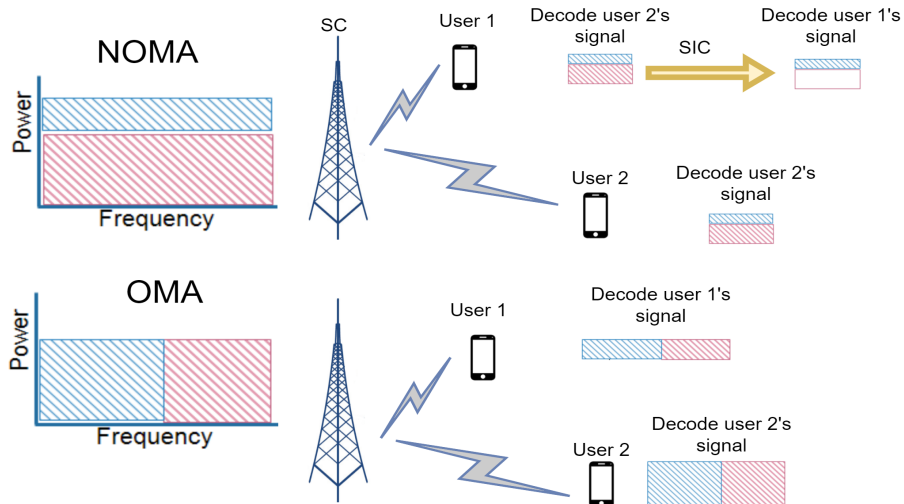 NOMA
Power
Frequency
SC
User 1
Decode user 2's
signal
SIC
Decode user 1's
signal
User 2
Decode user 2's
signal
OMA
Power
Frequency
User 1
Decode user 1's
signal
User 2
Decode user 2's
signal